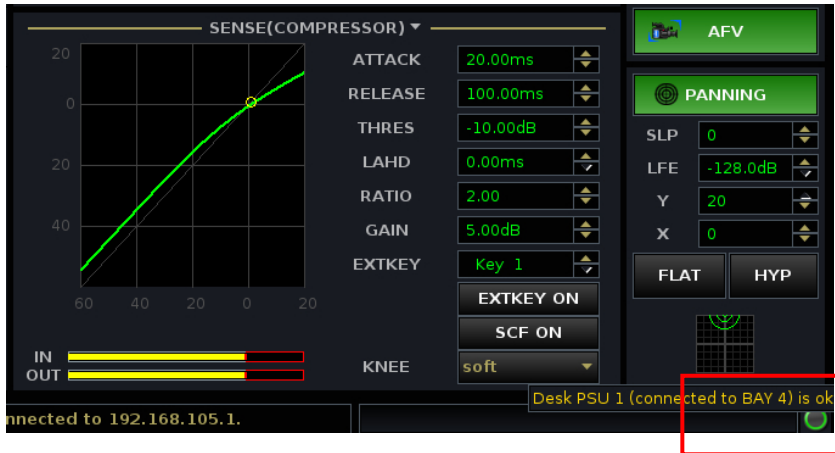 SENSE(COMPRESSOR)
20
0
20
40
60 40 20 0 20
ATTACK 20.00ms
RELEASE 100.00ms
THRES -10.00dB
LAHD 0.00ms
RATIO 2.00
GAIN 5.00dB
EXTKEY Key 1
EXTKEY ON
SCF ON
KNEE soft
IN
OUT
AFV
PANNING
SLP 0
LFE -128.0dB
Y 20
X 0
FLAT HYP
Desk PSU 1 (connected to BAY 4) is ok
nnected to 192.168.105.1.